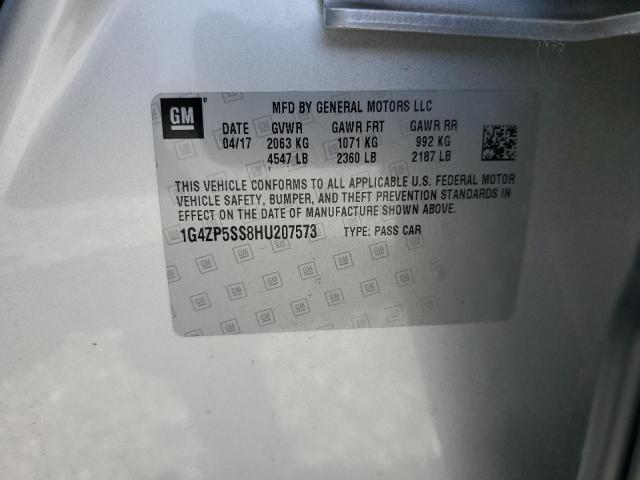 GM ®
MFD BY GENERAL MOTORS LLC
DATE GVWR GAWR FRT GAWR RR
04/17 2063 KG 1071 KG 992 KG
4547 LB 2360 LB 2187 LB
THIS VEHICLE CONFORMS TO ALL APPLICABLE U.S. FEDERAL MOTOR
VEHICLE SAFETY, BUMPER, AND THEFT PREVENTION STANDARDS IN
EFFECT ON THE DATE OF MANUFACTURE SHOWN ABOVE.
1G4ZP5SS8HU207573 TYPE: PASS CAR